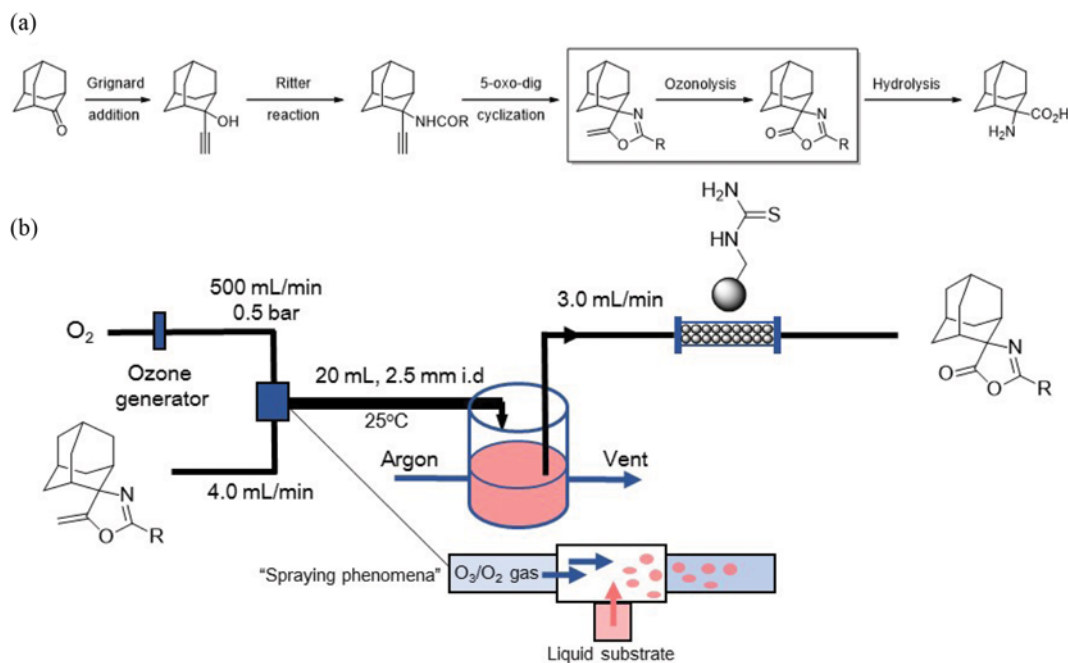 (a)
Grignard
addition
O
OH
Ritter
reaction
NHCOR
5-oxo-dig
cyclization
N
O
R
Ozonolysis
O
N
O
R
Hydrolysis
H₂N
CO₂H
(b)
H₂N
S
HN
500 mL/min
0.5 bar
O₂
Ozone
generator
20 mL, 2.5 mm i.d
25°C
3.0 mL/min
N
O
O
R
Argon
Vent
4.0 mL/min
N
O
R
"Spraying phenomena"
O₃/O₂ gas
Liquid substrate